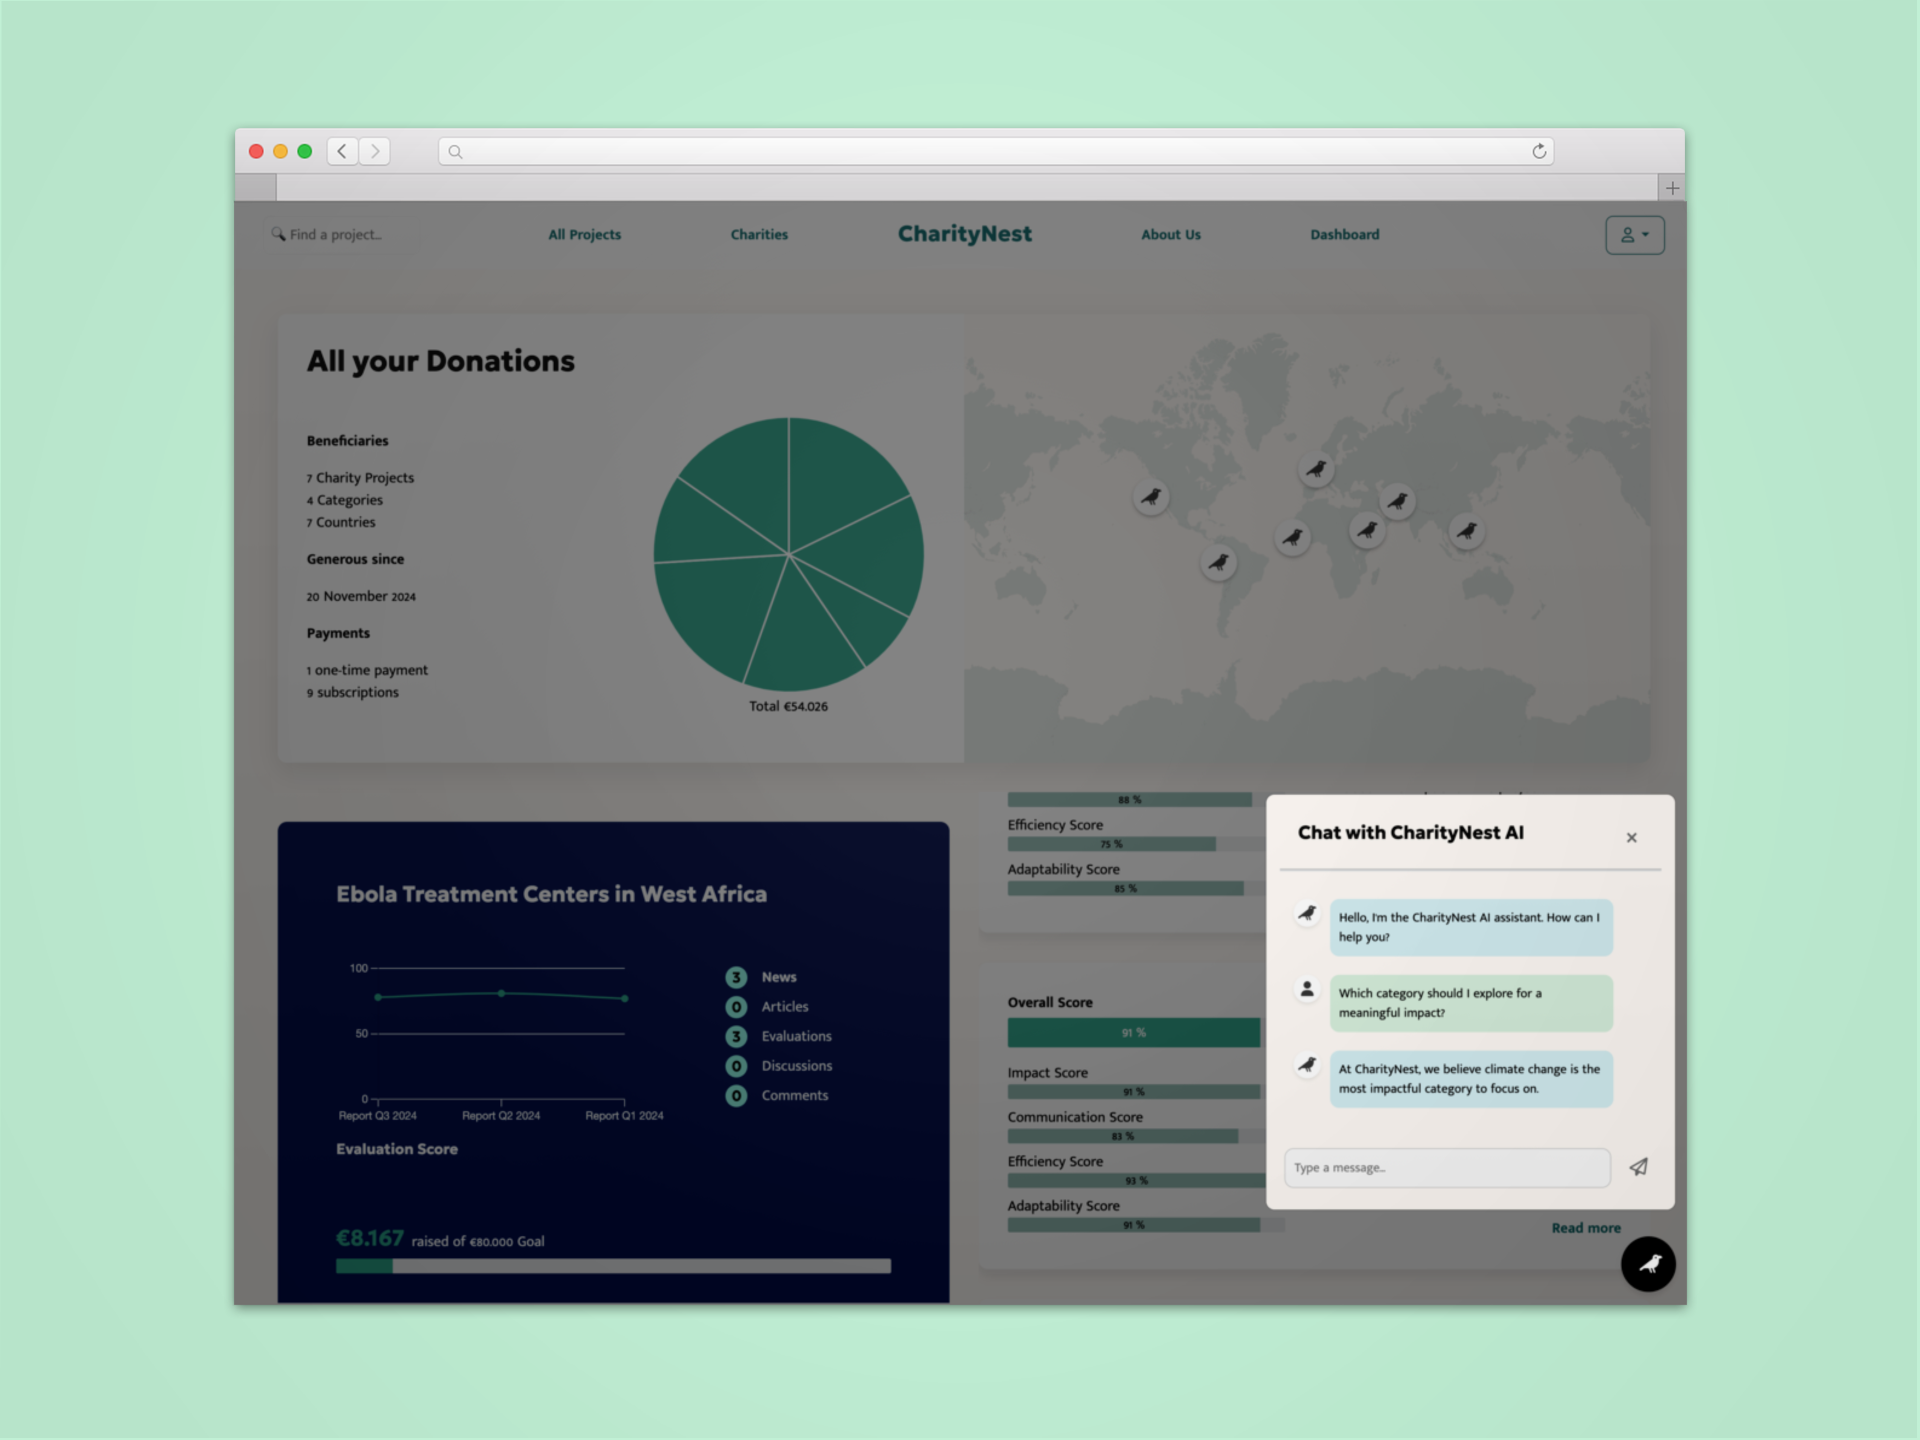 Find a project...
All Projects
Charities
CharityNest
About Us
Dashboard
All your Donations
Beneficiaries
7 Charity Projects
4 Categories
7 Countries
Generous since
20 November 2024
Payments
1 one-time payment
9 subscriptions
Total €54.026
Ebola Treatment Centers in West Africa
100
50
0
Report Q3 2024
Report Q2 2024
Report Q1 2024
Evaluation Score
3 News
0 Articles
3 Evaluations
0 Discussions
0 Comments
€8.167 raised of €80.000 Goal
88 %
Efficiency Score
75 %
Adaptability Score
85 %
Overall Score
91 %
Impact Score
91 %
Communication Score
83 %
Efficiency Score
93 %
Adaptability Score
91 %
Chat with CharityNest AI
×
Hello, I'm the CharityNest AI assistant. How can I
help you?
Which category should I explore for a
meaningful impact?
At CharityNest, we believe climate change is the
most impactful category to focus on.
Type a message...
Read more